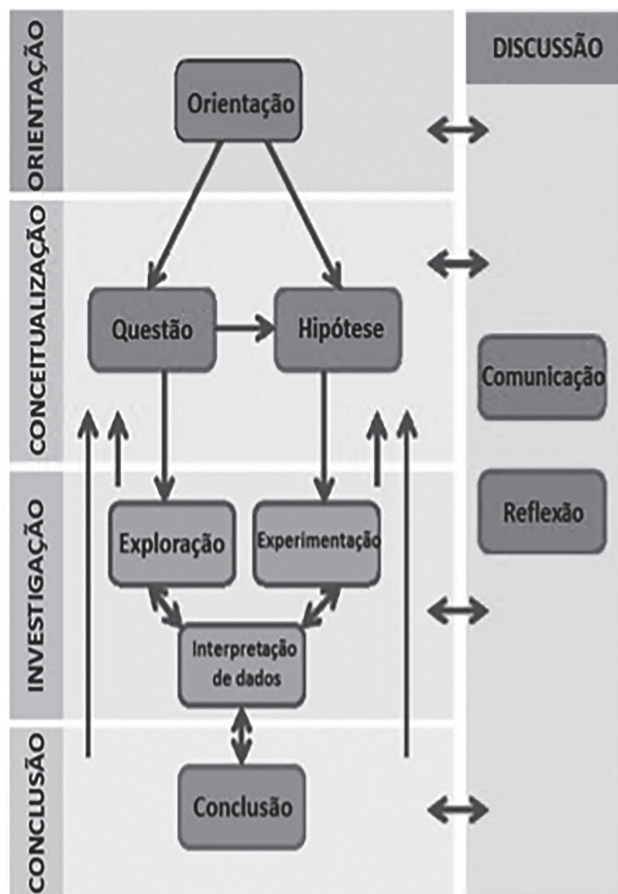 ORIENTAÇÃO
Orientação
CONCEITUALIZAÇÃO
Questão
Hipótese
INVESTIGAÇÃO
Exploração
Experimentação
Interpretação
de dados
CONCLUSÃO
Conclusão
DISCUSSÃO
Comunicação
Reflexão